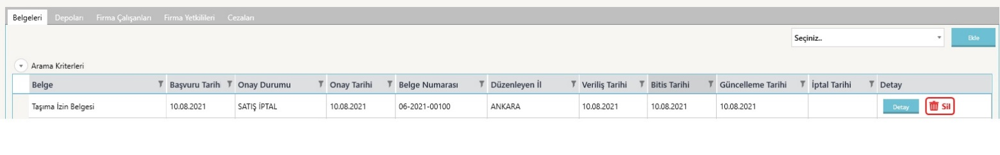 Belgeleri Depoları Firma Çalışanları Firma Yetkilileri Cezaları
Seçiniz.. Ekle
Arama Kriterleri
Belge Başvuru Tarih Onay Durumu Onay Tarihi Belge Numarası Düzenleyen İl Veriliş Tarihi Bitis Tarihi Güncelleme Tarihi İptal Tarihi Detay
Taşıma İzin Belgesi 10.08.2021 SATIŞ İPTAL 10.08.2021 06-2021-00100 ANKARA 10.08.2021 10.08.2021 10.08.2021 Detay Sil